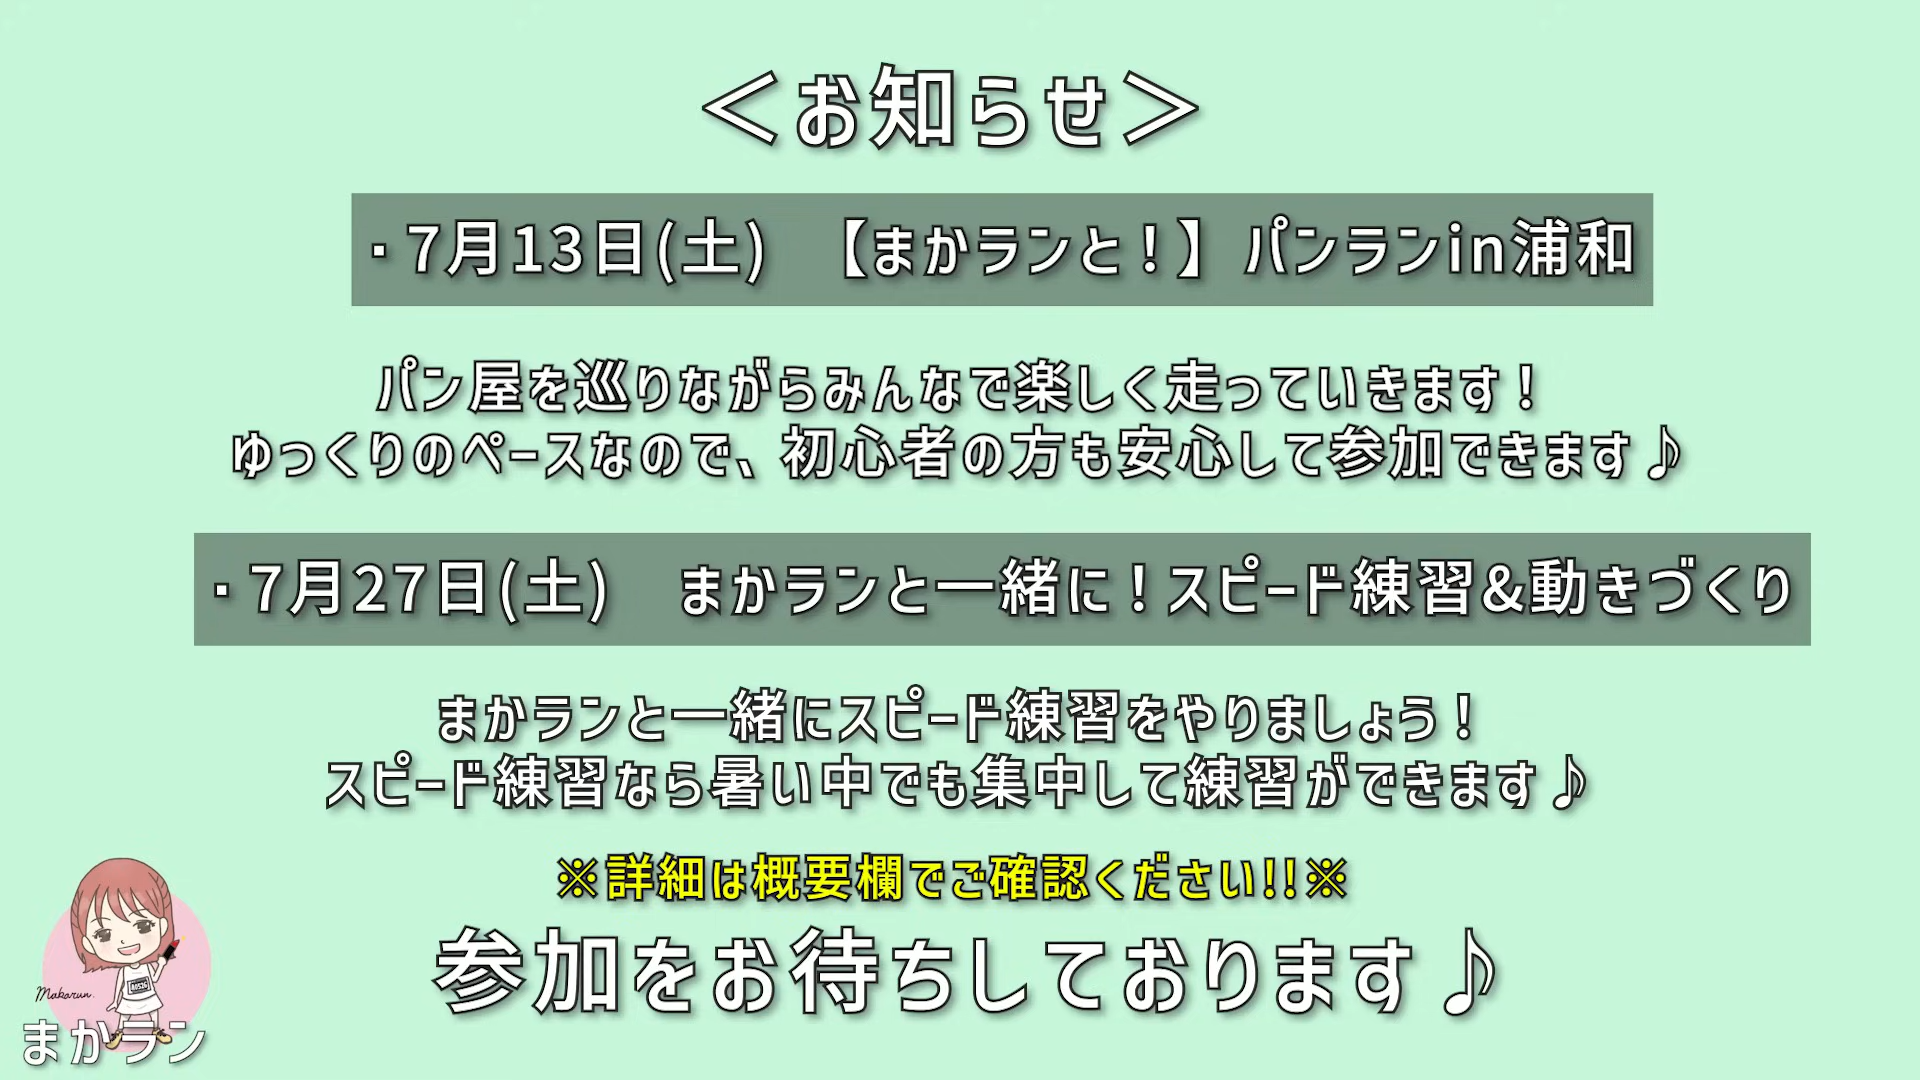 ＜お知らせ＞
・7月13日(土)　【まかランと！】パンランin浦和
パン屋を巡りながらみんなで楽しく走っていきます！
ゆっくりのペースなので、初心者の方も安心して参加できます♪
・7月27日(土)　まかランと一緒に！スピード練習&動きづくり
まかランと一緒にスピード練習をやりましょう！
スピード練習なら暑い中でも集中して練習ができます♪
※詳細は概要欄でご確認ください!!※
参加をお待ちしております♪
Makarun.
まかラン